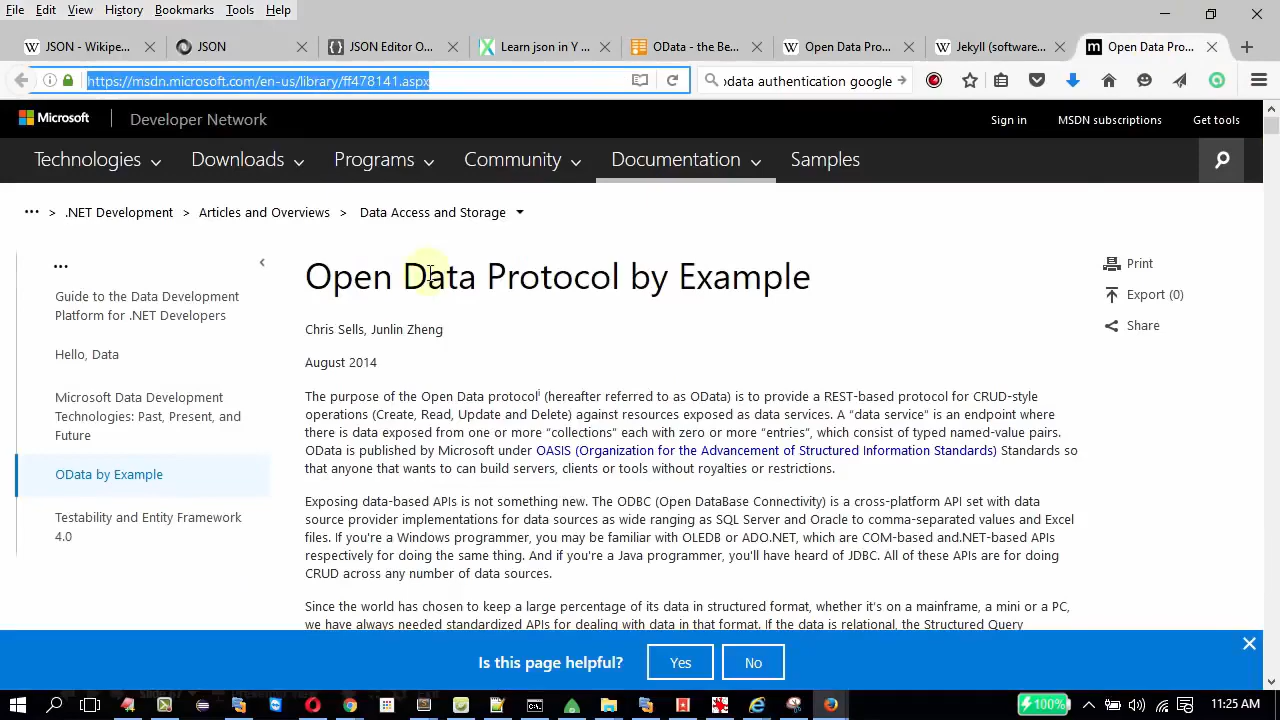 File Edit View History Bookmarks Tools Help
JSON - Wikipe...
JSON
JSON Editor O...
Learn json in Y ...
OData - the Be...
Open Data Pro...
Jekyll (software...
Open Data Pro...
https://msdn.microsoft.com/en-us/library/ff478141.aspx
odata authentication google
Microsoft
Developer Network
Sign in
MSDN subscriptions
Get tools
Technologies
Downloads
Programs
Community
Documentation
Samples
... > .NET Development > Articles and Overviews > Data Access and Storage
...
Guide to the Data Development
Platform for .NET Developers
Hello, Data
Microsoft Data Development
Technologies: Past, Present, and
Future
OData by Example
Testability and Entity Framework
4.0
Open Data Protocol by Example
Chris Sells, Junlin Zheng
August 2014
The purpose of the Open Data protocolⁱ (hereafter referred to as OData) is to provide a REST-based protocol for CRUD-style
operations (Create, Read, Update and Delete) against resources exposed as data services. A “data service” is an endpoint where
there is data exposed from one or more “collections” each with zero or more “entries”, which consist of typed named-value pairs.
OData is published by Microsoft under OASIS (Organization for the Advancement of Structured Information Standards) Standards so
that anyone that wants to can build servers, clients or tools without royalties or restrictions.
Exposing data-based APIs is not something new. The ODBC (Open DataBase Connectivity) is a cross-platform API set with data
source provider implementations for data sources as wide ranging as SQL Server and Oracle to comma-separated values and Excel
files. If you're a Windows programmer, you may be familiar with OLEDB or ADO.NET, which are COM-based and.NET-based APIs
respectively for doing the same thing. And if you're a Java programmer, you'll have heard of JDBC. All of these APIs are for doing
CRUD across any number of data sources.
Since the world has chosen to keep a large percentage of its data in structured format, whether it's on a mainframe, a mini or a PC,
we have always needed standardized APIs for dealing with data in that format. If the data is relational, the Structured Query
Print
Export (0)
Share
Is this page helpful?
Yes
No
100%
11:25 AM